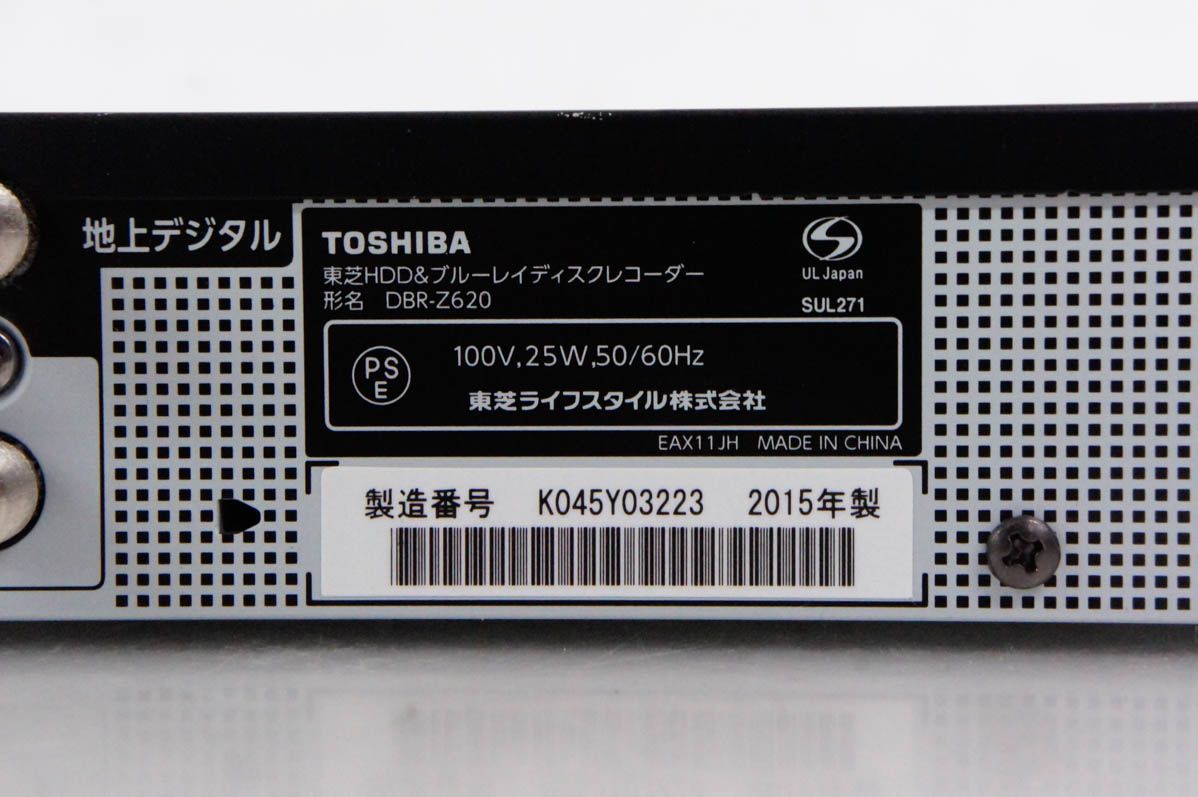 地上デジタル
TOSHIBA
東芝HDD&ブルーレイディスクレコーダー
形名 DBR-Z620
UL Japan
SUL271
PS
E
100V,25W,50/60Hz
東芝ライフスタイル株式会社
EAX11JH MADE IN CHINA
製造番号 K045Y03223 2015年製